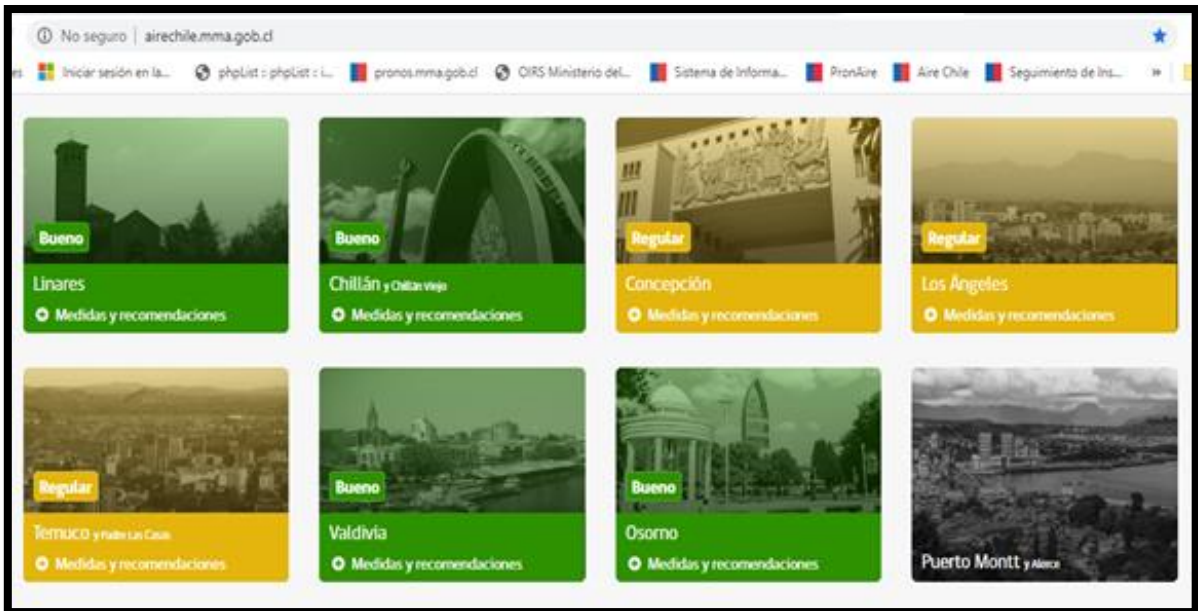 No seguro | airechile.mma.gob.cl
es Iniciar sesión en la... phpList :: phpList :: i... pronos.mma.gob.cl OIRS Ministerio del... Sistema de Informa... PronAire Aire Chile Seguimiento de Ins... »
Bueno
Linares
Medidas y recomendaciones
Bueno
Chillán y Chillán Viejo
Medidas y recomendaciones
Regular
Concepción
Medidas y recomendaciones
Regular
Los Ángeles
Medidas y recomendaciones
Regular
Temuco y Padre Las Casas
Medidas y recomendaciones
Bueno
Valdivia
Medidas y recomendaciones
Bueno
Osorno
Medidas y recomendaciones
Puerto Montt y Alerce